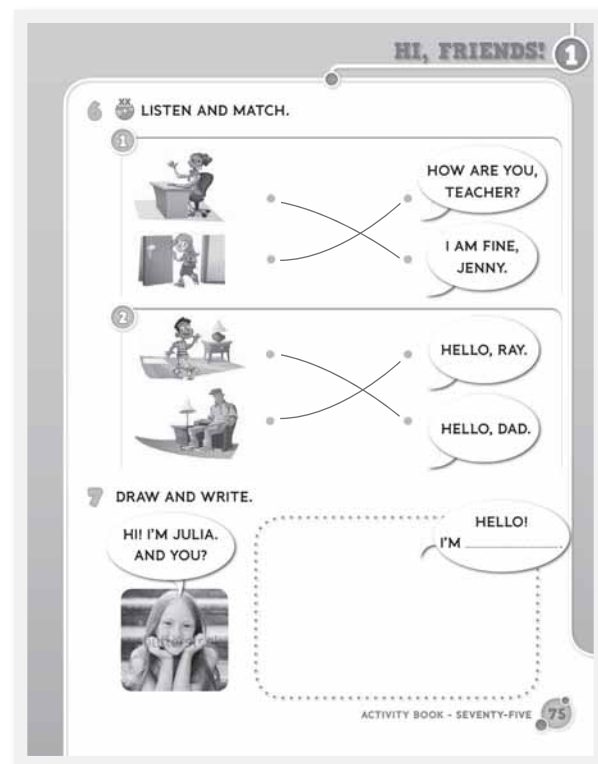 HI, FRIENDS! 1
6 XX LISTEN AND MATCH.
1
HOW ARE YOU,
TEACHER?
I AM FINE,
JENNY.
2
HELLO, RAY.
HELLO, DAD.
7 DRAW AND WRITE.
HI! I'M JULIA.
AND YOU?
HELLO!
I'M
ACTIVITY BOOK – SEVENTY-FIVE 75